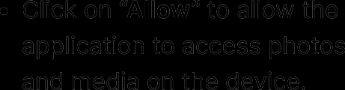 • Click on “Allow” to allow the
application to access photos
and media on the device.